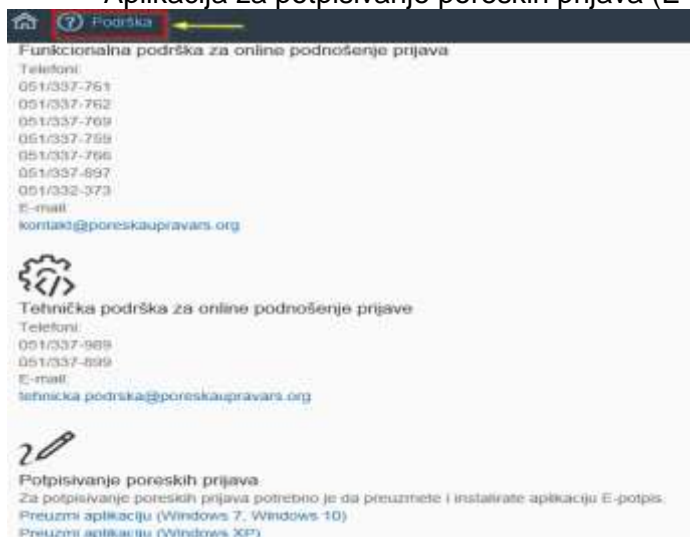 Aplikacija za potpisivanje poreskih prijava (E
Podrška
Funkcionalna podrška za online podnošenje prijava
Telefoni:
051/337-761
051/337-762
051/337-769
051/337-759
051/337-766
051/337-897
051/332-373
E-mail:
kontakt@poreskaupravars.org
Tehnička podrška za online podnošenje prijave
Telefoni:
051/337-989
051/337-899
E-mail:
tehnicka.podrska@poreskaupravars.org
Potpisivanje poreskih prijava
Za potpisivanje poreskih prijava potrebno je da preuzmete i instalirate aplikaciju E-potpis.
Preuzmi aplikaciju (Windows 7, Windows 10)
Preuzmi aplikaciju (Windows XP)